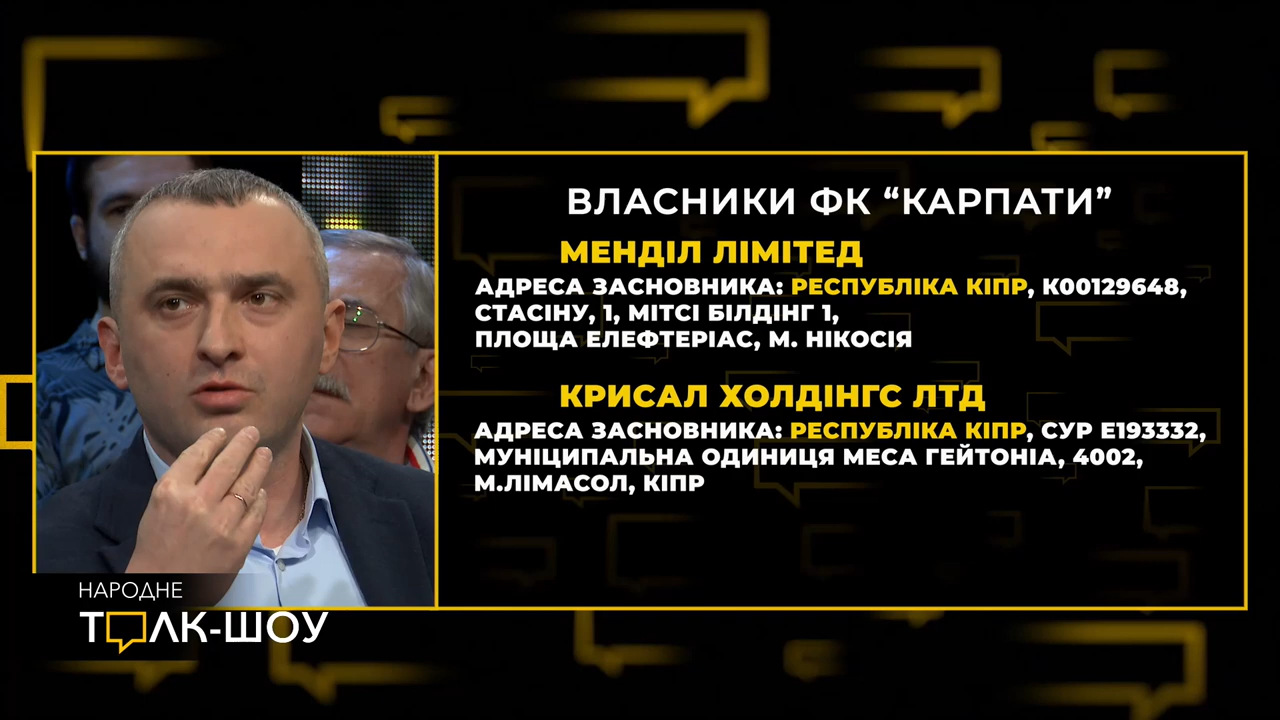 ВЛАСНИКИ ФК “КАРПАТИ”
МЕНДІЛ ЛІМІТЕД
АДРЕСА ЗАСНОВНИКА: РЕСПУБЛІКА КІПР, К00129648,
СТАСІНУ, 1, МІТСІ БІЛДІНГ 1,
ПЛОЩА ЕЛЕФТЕРІАС, М. НІКОСІЯ
КРИСАЛ ХОЛДІНГС ЛТД
АДРЕСА ЗАСНОВНИКА: РЕСПУБЛІКА КІПР, СУР Е193332,
МУНІЦИПАЛЬНА ОДИНИЦЯ МЕСА ГЕЙТОНІА, 4002,
М.ЛІМАСОЛ, КІПР
НАРОДНЕ
ТОЛК-ШОУ